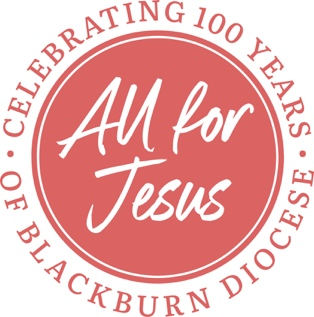 CELEBRATING 100 YEARS
All for
Jesus
OF BLACKBURN DIOCESE